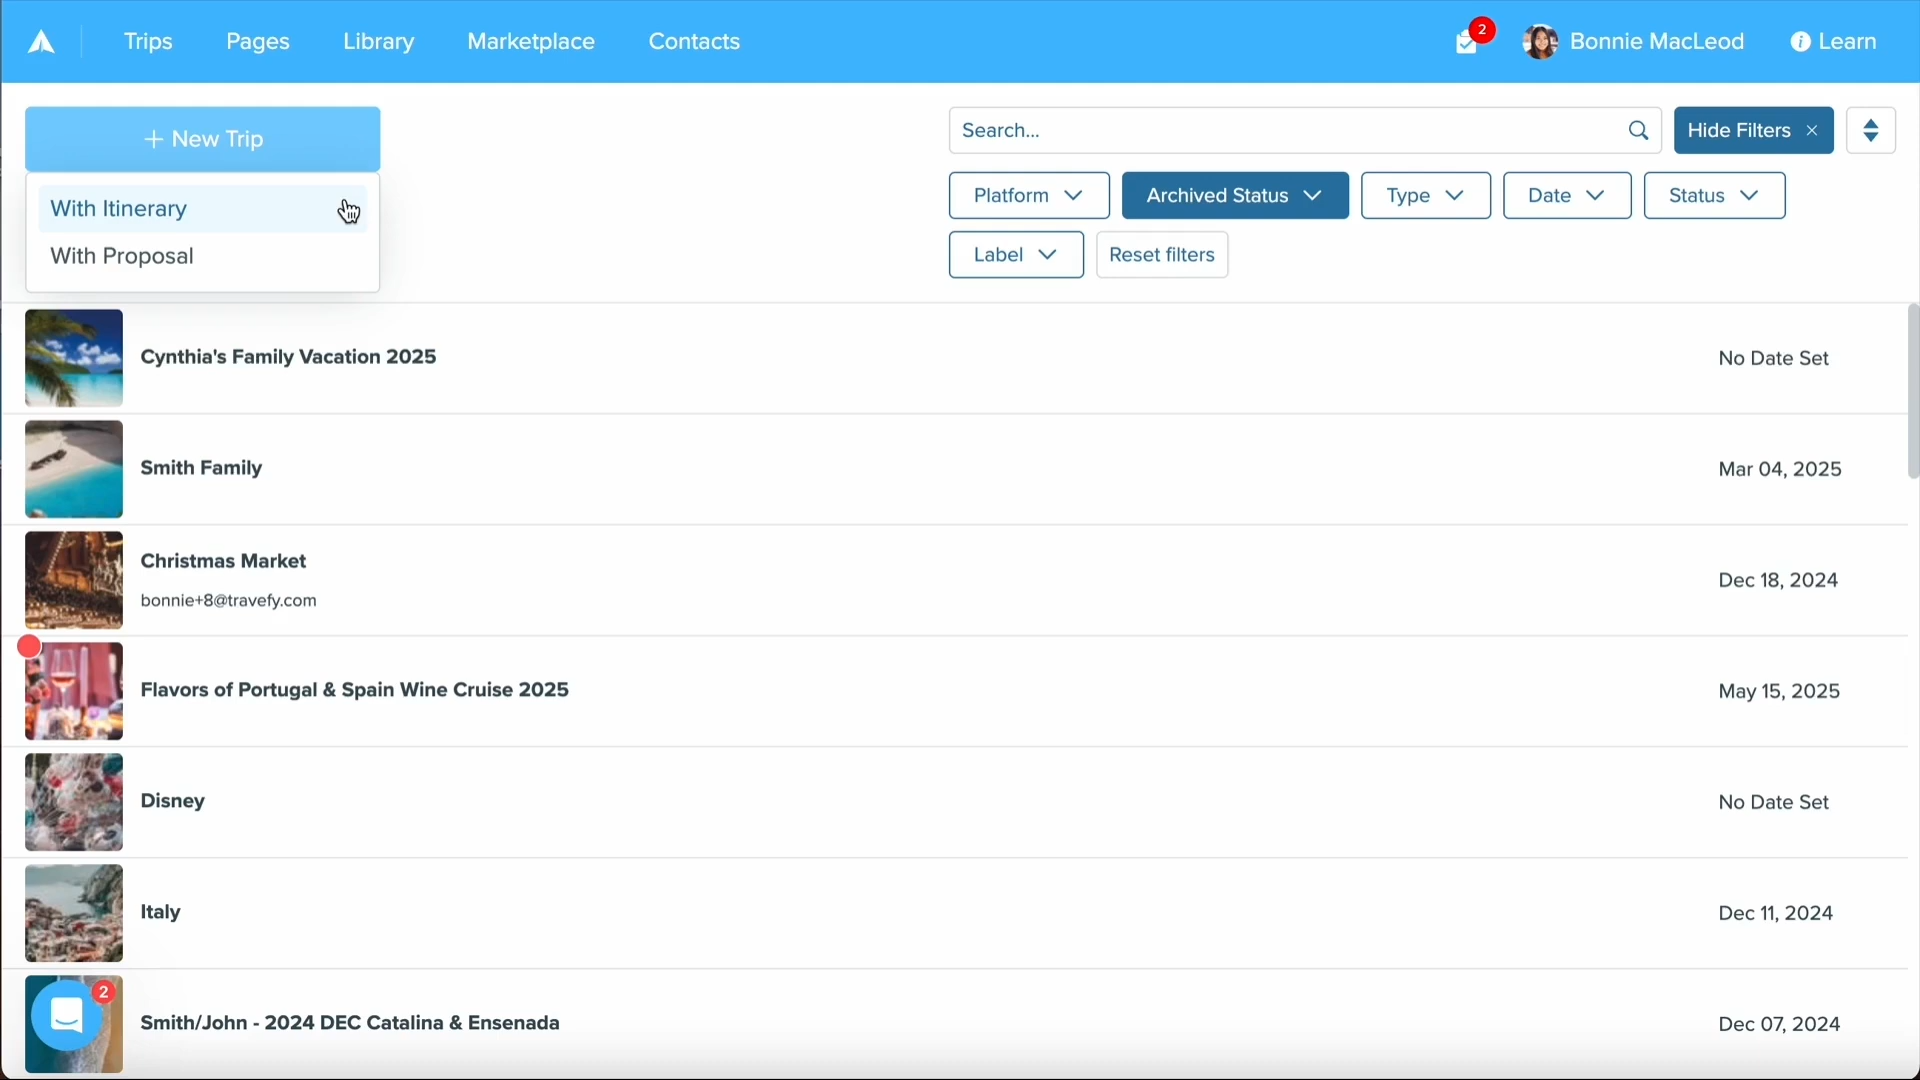 Trips
Pages
Library
Marketplace
Contacts
2
Bonnie MacLeod
Learn
+ New Trip
With Itinerary
With Proposal
Search...
Hide Filters ×
Platform
Archived Status
Type
Date
Status
Label
Reset filters
Cynthia's Family Vacation 2025
No Date Set
Smith Family
Mar 04, 2025
Christmas Market
bonnie+8@travefy.com
Dec 18, 2024
Flavors of Portugal & Spain Wine Cruise 2025
May 15, 2025
Disney
No Date Set
Italy
Dec 11, 2024
2
Smith/John - 2024 DEC Catalina & Ensenada
Dec 07, 2024